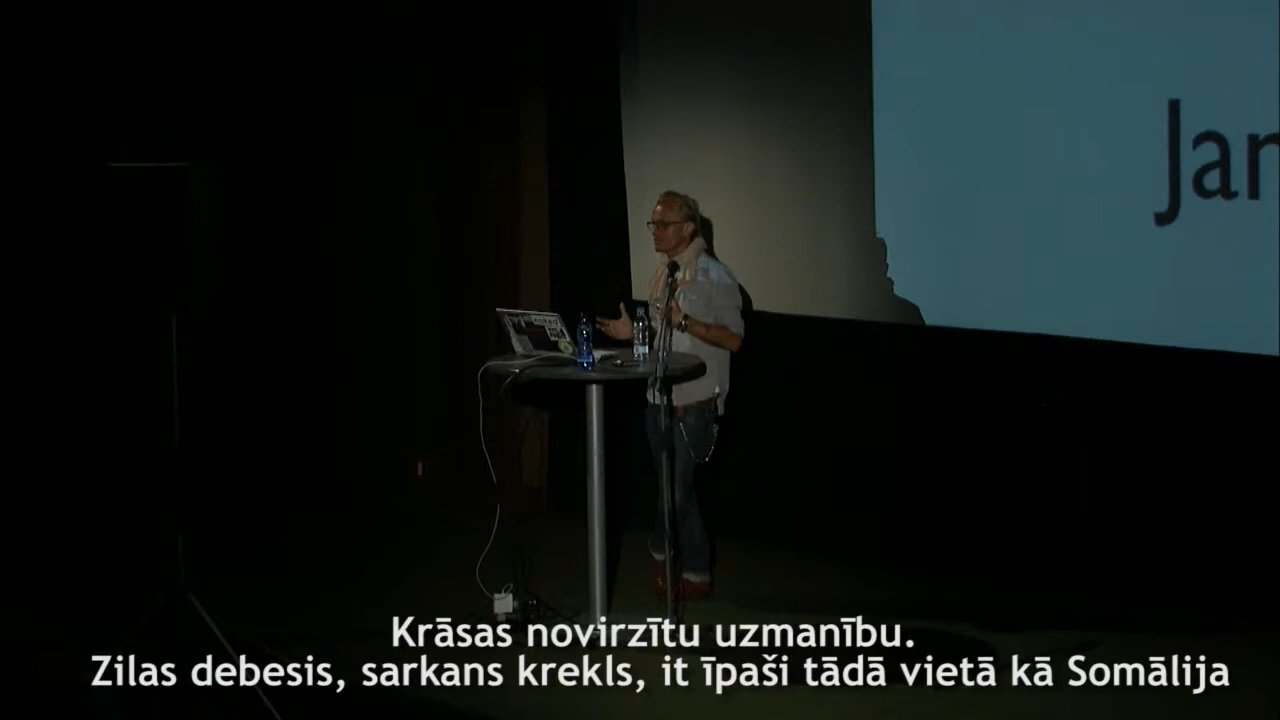 Jan
Krāsas novirzītu uzmanību.
Zilas debesis, sarkans krekls, it īpaši tādā vietā kā Somālija